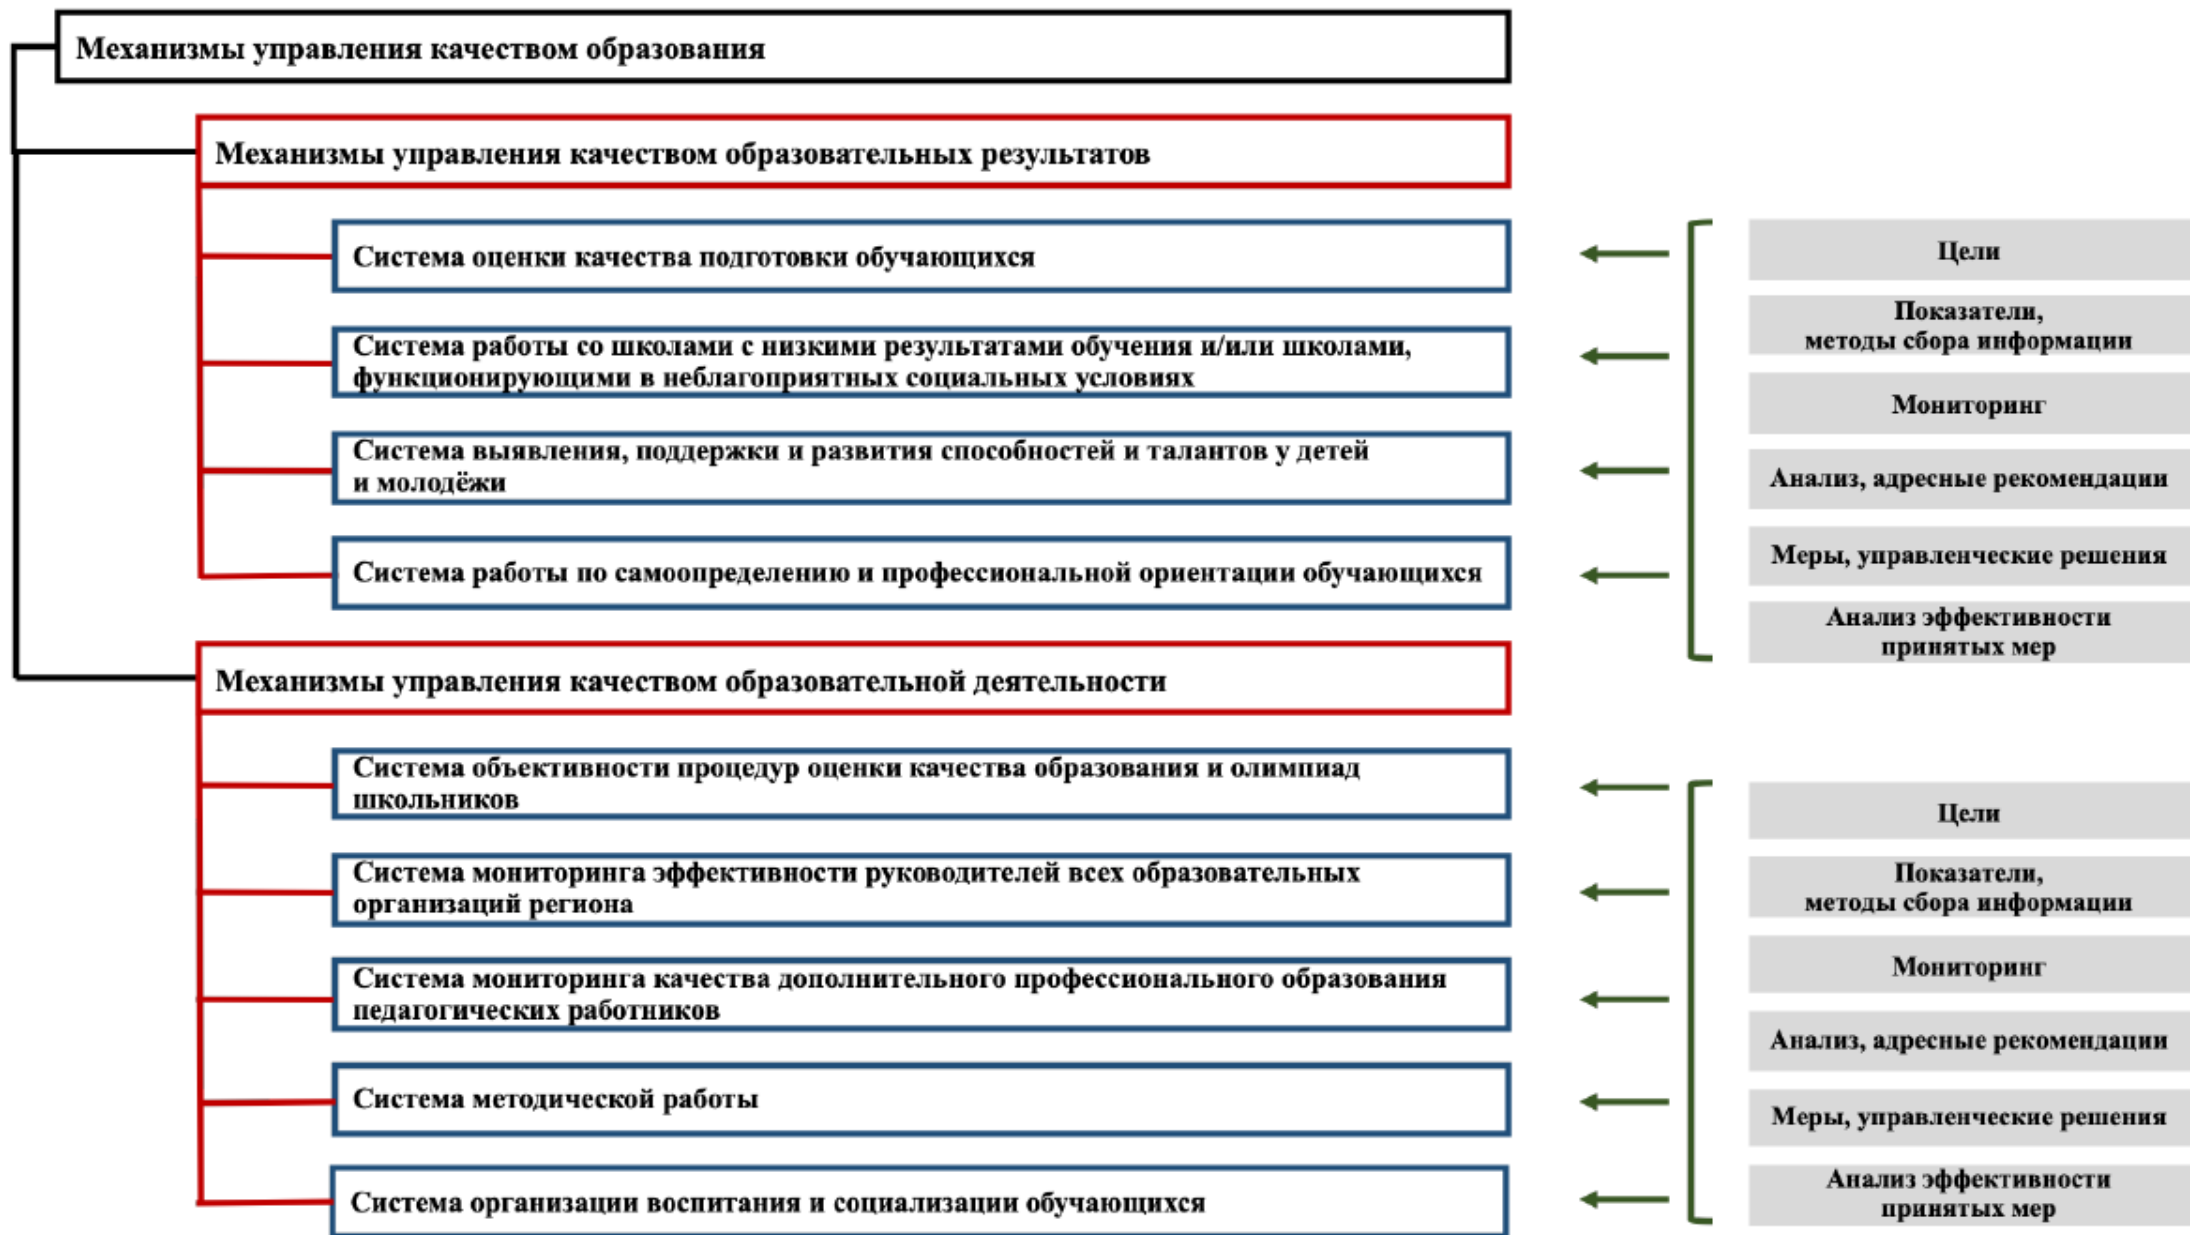 Механизмы управления качеством образования
Механизмы управления качеством образовательных результатов
Система оценки качества подготовки обучающихся
Система работы со школами с низкими результатами обучения и/или школами,
функционирующими в неблагоприятных социальных условиях
Система выявления, поддержки и развития способностей и талантов у детей
и молодёжи
Система работы по самоопределению и профессиональной ориентации обучающихся
Цели
Показатели,
методы сбора информации
Мониторинг
Анализ, адресные рекомендации
Меры, управленческие решения
Анализ эффективности
принятых мер
Механизмы управления качеством образовательной деятельности
Система объективности процедур оценки качества образования и олимпиад
школьников
Система мониторинга эффективности руководителей всех образовательных
организаций региона
Система мониторинга качества дополнительного профессионального образования
педагогических работников
Система методической работы
Система организации воспитания и социализации обучающихся
Цели
Показатели,
методы сбора информации
Мониторинг
Анализ, адресные рекомендации
Меры, управленческие решения
Анализ эффективности
принятых мер